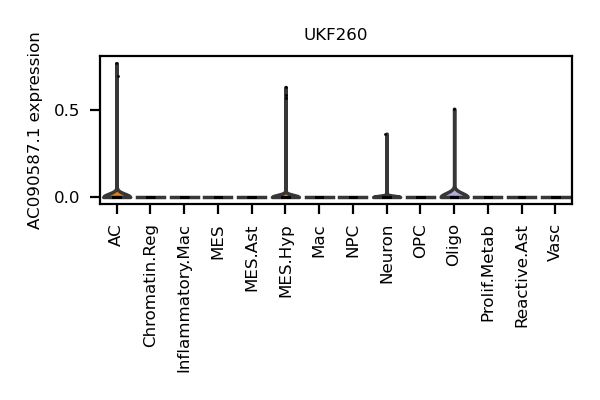 UKF260
AC090587.1 expression
0.5
0.0
AC
Chromatin.Reg
Inflammatory.Mac
MES
MES.Ast
MES.Hyp
Mac
NPC
Neuron
OPC
Oligo
Prolif.Metab
Reactive.Ast
Vasc